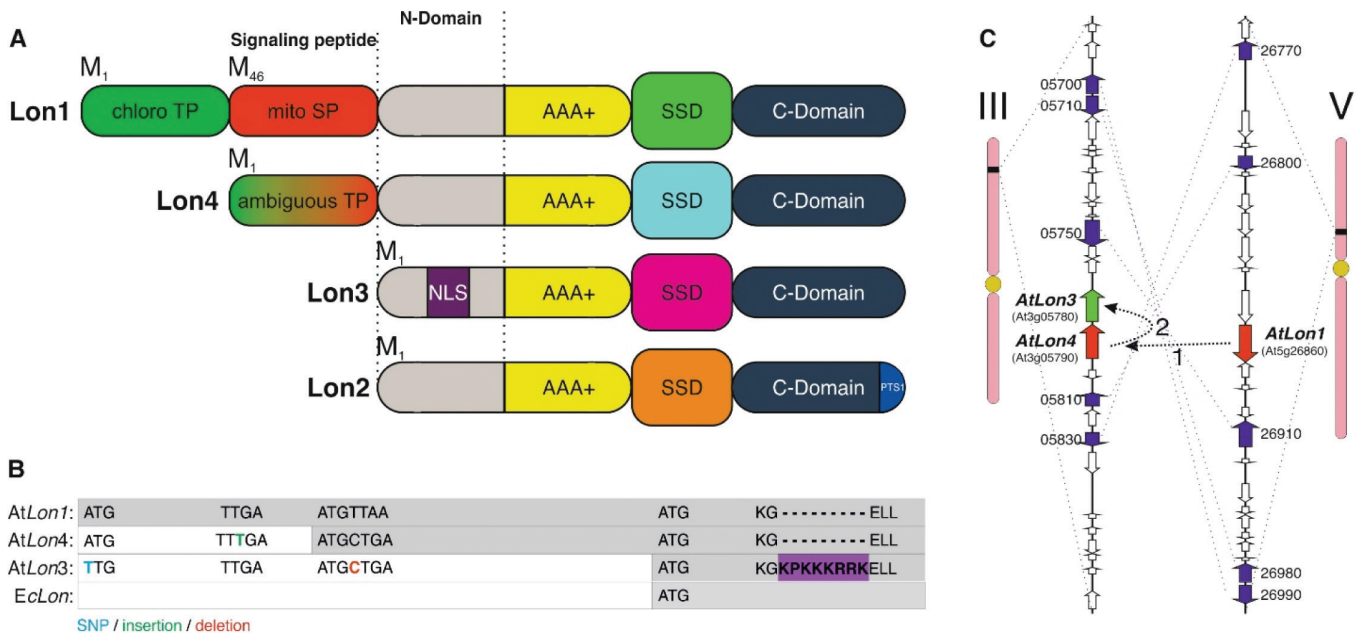 A
Signaling peptide
N-Domain
M1
M46
Lon1
chloro TP
mito SP
AAA+
SSD
C-Domain
M1
Lon4
ambiguous TP
AAA+
SSD
C-Domain
M1
Lon3
NLS
AAA+
SSD
C-Domain
M1
Lon2
AAA+
SSD
C-Domain
PTS1
B
AtLon1: ATG TTGA ATGTTAA ATG KG---------ELL
AtLon4: ATG TTTGA ATGCTGA ATG KG---------ELL
AtLon3: TTG TTGA ATGCTGA ATG KGKPKKKRRKELL
EcLon: ATG
SNP / insertion / deletion
C
III
V
05700
05710
05750
AtLon3
(At3g05780)
AtLon4
(At3g05790)
05810
05830
2
1
26770
26800
AtLon1
(At5g26860)
26910
26980
26990